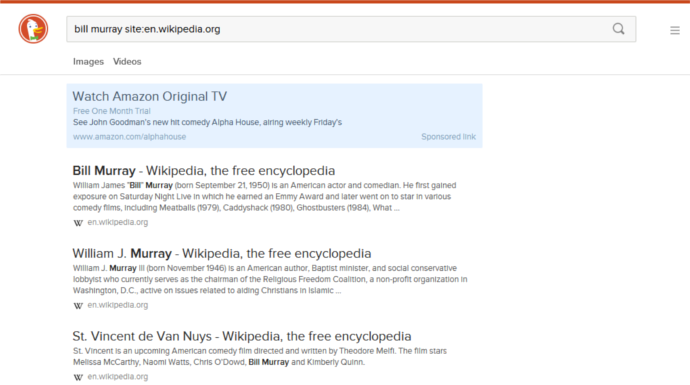 bill murray site:en.wikipedia.org
Images Videos
Watch Amazon Original TV
Free One Month Trial
See John Goodman's new hit comedy Alpha House, airing weekly Friday's
www.amazon.com/alphahouse Sponsored link
Bill Murray - Wikipedia, the free encyclopedia
William James "Bill" Murray (born September 21, 1950) is an American actor and comedian. He first gained
exposure on Saturday Night Live in which he earned an Emmy Award and later went on to star in various
comedy films, including Meatballs (1979), Caddyshack (1980), Ghostbusters (1984), What ...
W en.wikipedia.org
William J. Murray - Wikipedia, the free encyclopedia
William J. Murray III (born November 1946) is an American author, Baptist minister, and social conservative
lobbyist who currently serves as the chairman of the Religious Freedom Coalition, a non-profit organization in
Washington, D.C., active on issues related to aiding Christians in Islamic ...
W en.wikipedia.org
St. Vincent de Van Nuys - Wikipedia, the free encyclopedia
St. Vincent is an upcoming American comedy film directed and written by Theodore Melfi. The film stars
Melissa McCarthy, Naomi Watts, Chris O'Dowd, Bill Murray and Kimberly Quinn.
W en.wikipedia.org